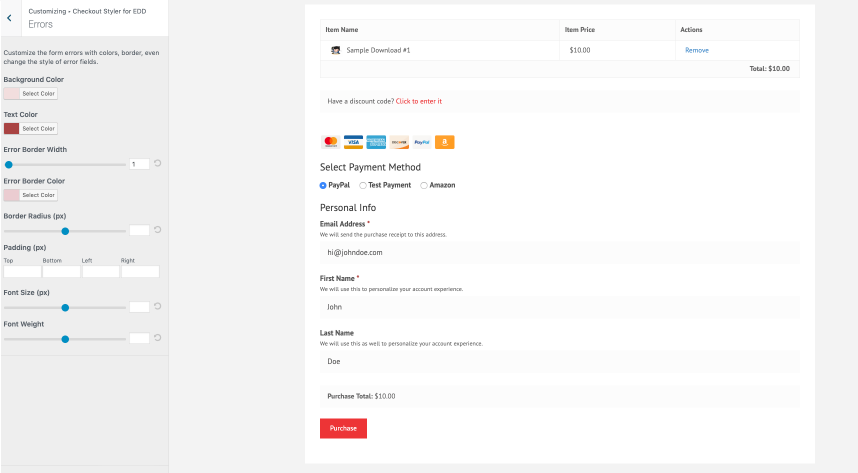 Customizing ▸ Checkout Styler for EDD
Errors
Customize the form errors with colors, border, even
change the style of error fields.
Background Color
Select Color
Text Color
Select Color
Error Border Width
1
Error Border Color
Select Color
Border Radius (px)
Padding (px)
Top Bottom Left Right
Font Size (px)
Font Weight
Item Name Item Price Actions
Sample Download #1 $10.00 Remove
Total: $10.00
Have a discount code? Click to enter it
VISA AMERICAN EXPRESS DISCOVER PayPal a
Select Payment Method
PayPal Test Payment Amazon
Personal Info
Email Address *
We will send the purchase receipt to this address.
hi@johndoe.com
First Name *
We will use this to personalize your account experience.
John
Last Name
We will use this as well to personalize your account experience.
Doe
Purchase Total: $10.00
Purchase